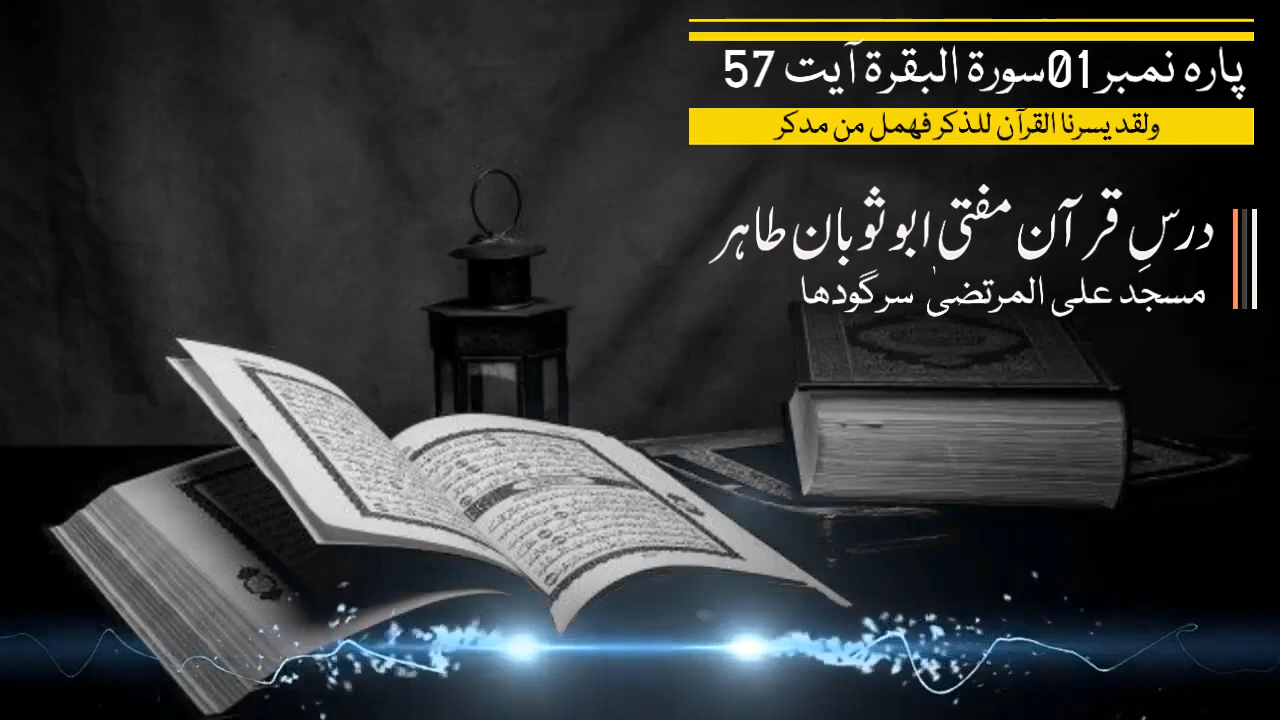 پارہ نمبر 01 سورۃ البقرۃ آیت 57
ولقد یسرنا القرآن للذکر فهمل من مدکر
درسِ قرآن مفتی ابو ثوبان طاہر
مسجد علی المرتضیٰ سرگودھا